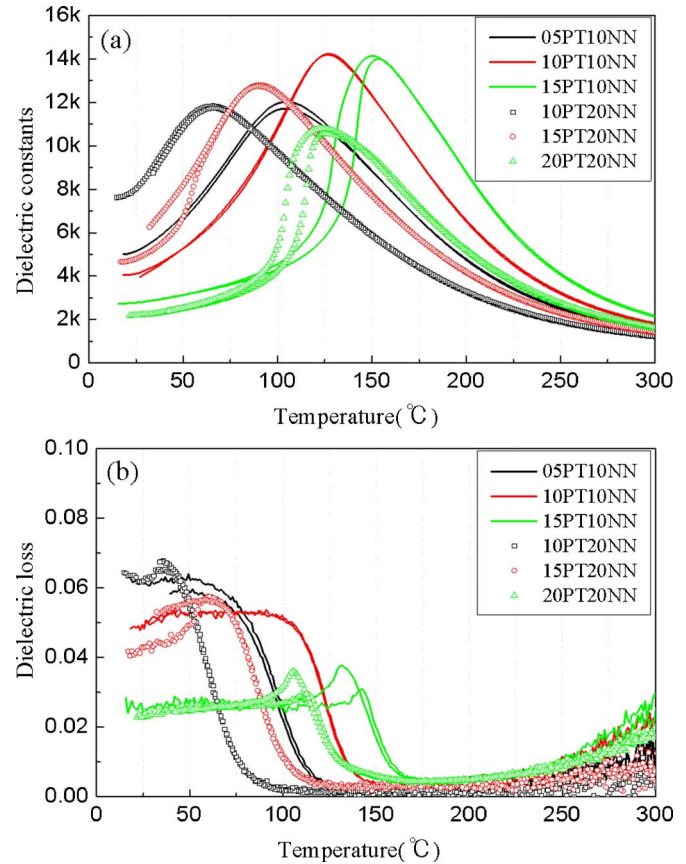 (a)
16k
14k
12k
10k
8k
6k
4k
2k
0
Dielectric constants
05PT10NN
10PT10NN
15PT10NN
10PT20NN
15PT20NN
20PT20NN
0 50 100 150 200 250 300
Temperature(℃)
(b)
0.10
0.08
0.06
0.04
0.02
0.00
Dielectric loss
05PT10NN
10PT10NN
15PT10NN
10PT20NN
15PT20NN
20PT20NN
0 50 100 150 200 250 300
Temperature(℃)